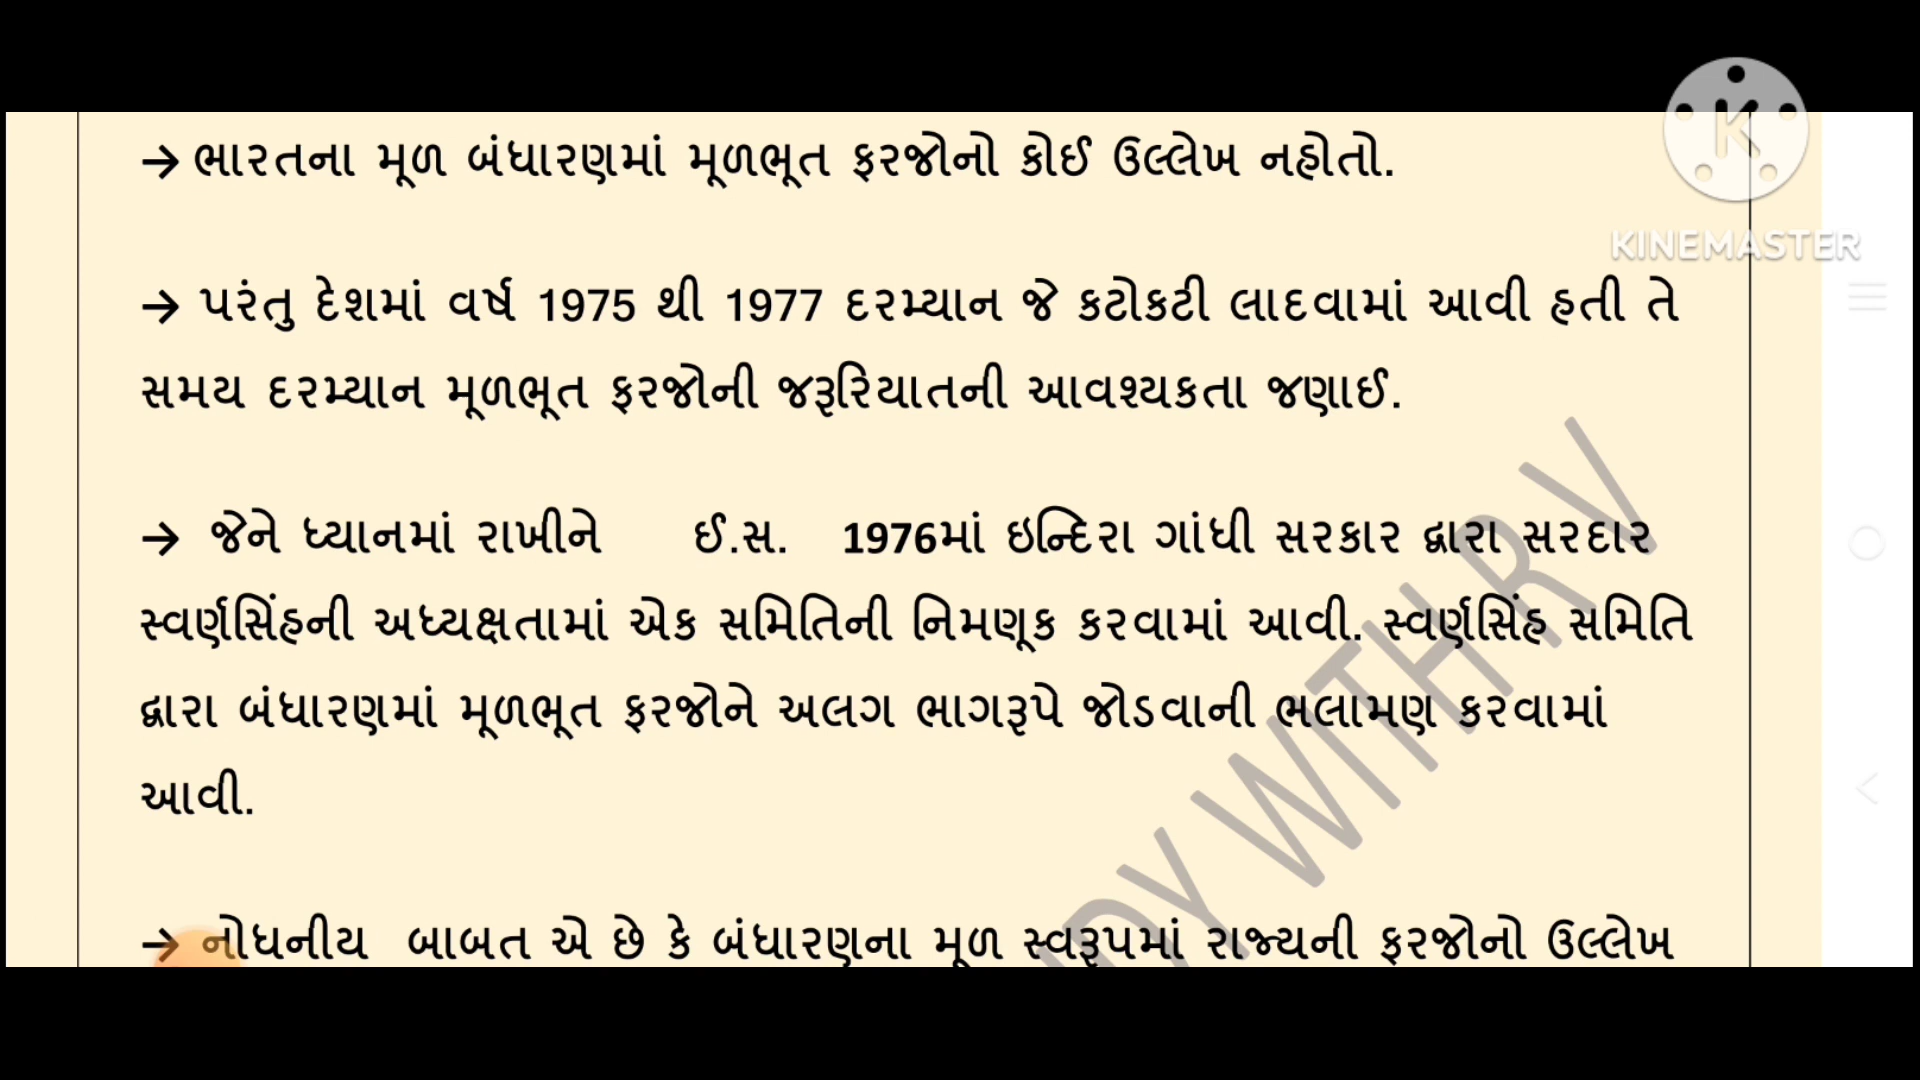 → ભારતના મૂળ બંધારણમાં મૂળભૂત ફરજોનો કોઈ ઉલ્લેખ નહોતો.
KINEMASTER
→ પરંતુ દેશમાં વર્ષ 1975 થી 1977 દરમ્યાન જે કટોકટી લાદવામાં આવી હતી તે
સમય દરમ્યાન મૂળભૂત ફરજોની જરૂરિયાતની આવશ્યકતા જણાઈ.
→ જેને ધ્યાનમાં રાખીને ઈ.સ. 1976માં ઇન્દિરા ગાંધી સરકાર દ્વારા સરદાર
સ્વર્ણસિંહની અધ્યક્ષતામાં એક સમિતિની નિમણૂક કરવામાં આવી. સ્વર્ણસિંહ સમિતિ
દ્વારા બંધારણમાં મૂળભૂત ફરજોને અલગ ભાગરૂપે જોડવાની ભલામણ કરવામાં
આવી.
→ નોધનીય બાબત એ છે કે બંધારણના મૂળ સ્વરૂપમાં રાજ્યની ફરજોનો ઉલ્લેખ
WITH RV